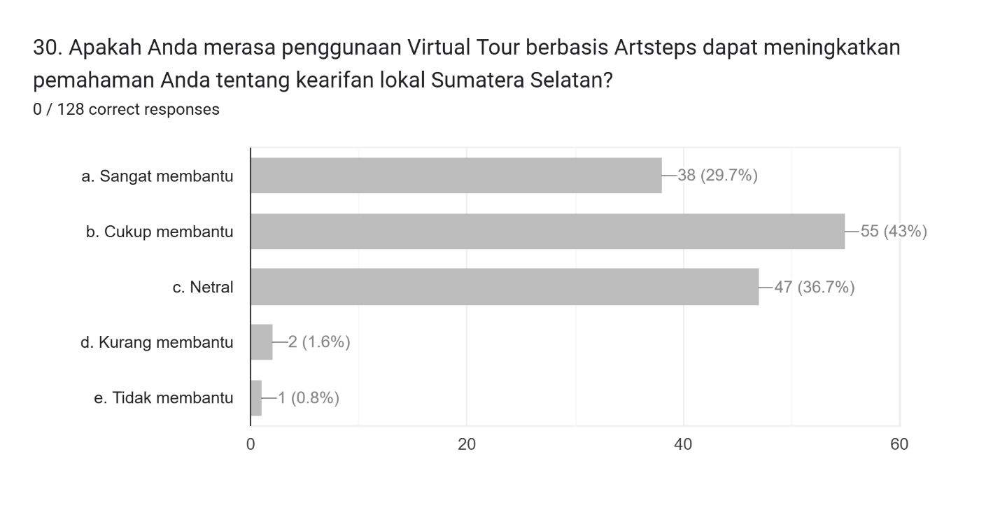 30. Apakah Anda merasa penggunaan Virtual Tour berbasis Artsteps dapat meningkatkan
pemahaman Anda tentang kearifan lokal Sumatera Selatan?
0 / 128 correct responses
a. Sangat membantu
38 (29.7%)
b. Cukup membantu
55 (43%)
c. Netral
47 (36.7%)
d. Kurang membantu
2 (1.6%)
e. Tidak membantu
1 (0.8%)
0 20 40 60